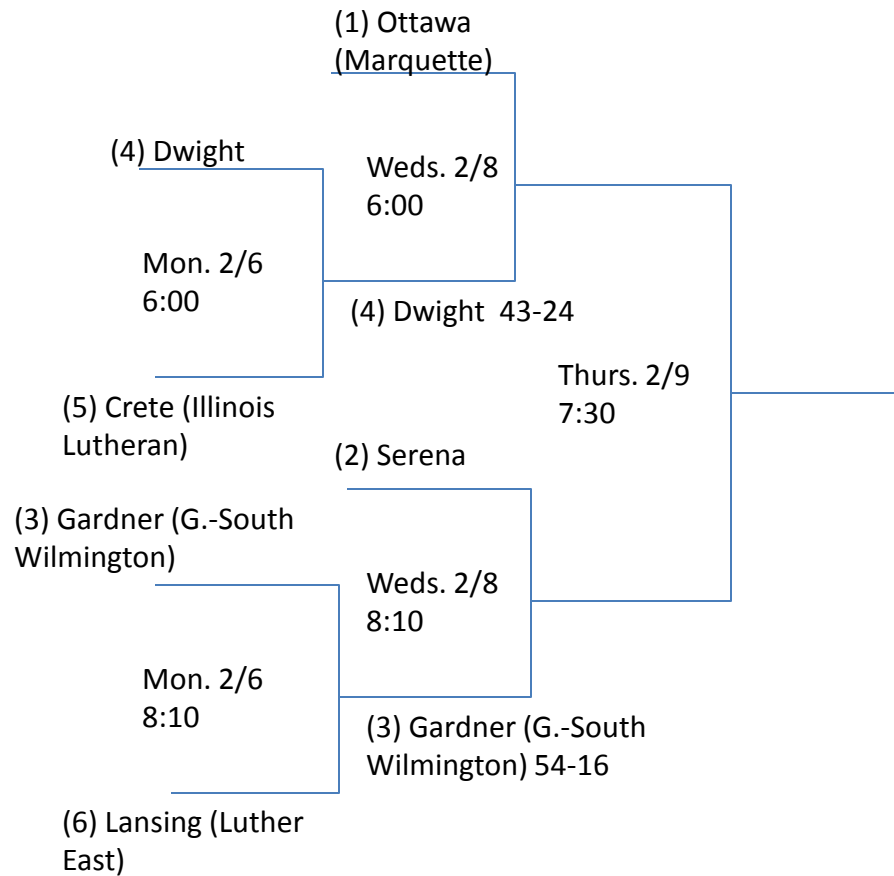 (1) Ottawa
(Marquette)
(4) Dwight
Weds. 2/8
6:00
Mon. 2/6
6:00
(4) Dwight  43-24
Thurs. 2/9
7:30
(5) Crete (Illinois
Lutheran)
(2) Serena
(3) Gardner (G.-South
Wilmington)
Weds. 2/8
8:10
Mon. 2/6
8:10
(3) Gardner (G.-South
Wilmington) 54-16
(6) Lansing (Luther
East)